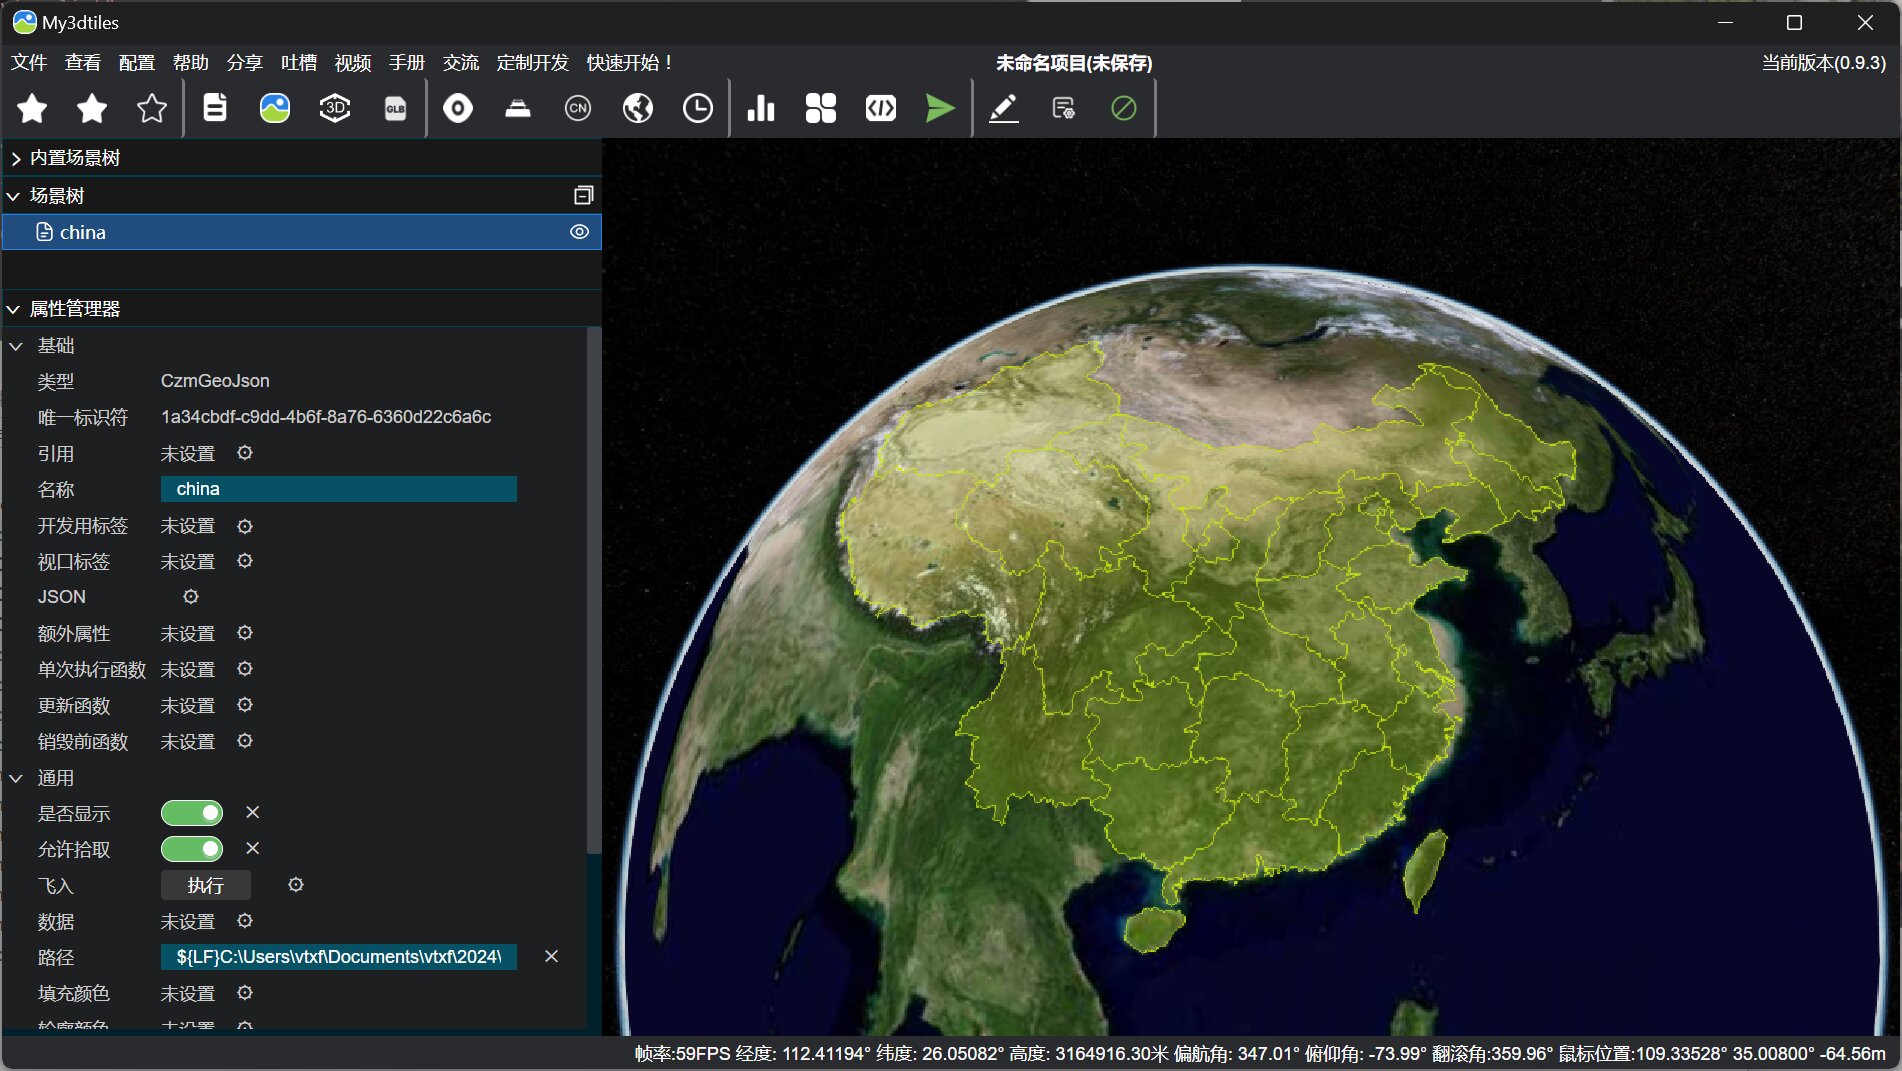 My3dtiles
文件 查看 配置 帮助 分享 吐槽 视频 手册 交流 定制开发 快速开始！ 未命名项目(未保存) 当前版本(0.9.3)
3D GLB CN
内置场景树
场景树
china
属性管理器
基础
类型 CzmGeoJson
唯一标识符 1a34cbdf-c9dd-4b6f-8a76-6360d22c6a6c
引用 未设置
名称 china
开发用标签 未设置
视口标签 未设置
JSON
额外属性 未设置
单次执行函数 未设置
更新函数 未设置
销毁前函数 未设置
通用
是否显示
允许拾取
飞入 执行
数据 未设置
路径 ${LF}C:\Users\vtxf\Documents\vtxf\2024\
填充颜色 未设置
轮廓颜色 未设置
帧率:59FPS 经度: 112.41194° 纬度: 26.05082° 高度: 3164916.30米 偏航角: 347.01° 俯仰角: -73.99° 翻滚角:359.96° 鼠标位置:109.33528° 35.00800° -64.56m